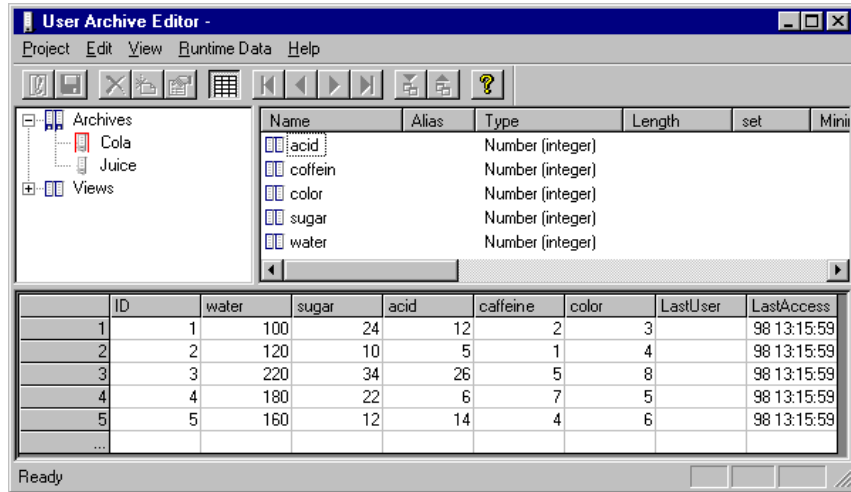 User Archive Editor -
Project Edit View Runtime Data Help
Archives
Cola
Juice
Views
Name Alias Type Length set Mini
acid Number (integer)
coffein Number (integer)
color Number (integer)
sugar Number (integer)
water Number (integer)
ID water sugar acid caffeine color LastUser LastAccess
1 1 100 24 12 2 3 98 13:15:59
2 2 120 10 5 1 4 98 13:15:59
3 3 220 34 26 5 8 98 13:15:59
4 4 180 22 6 7 5 98 13:15:59
5 5 160 12 14 4 6 98 13:15:59
...
Ready